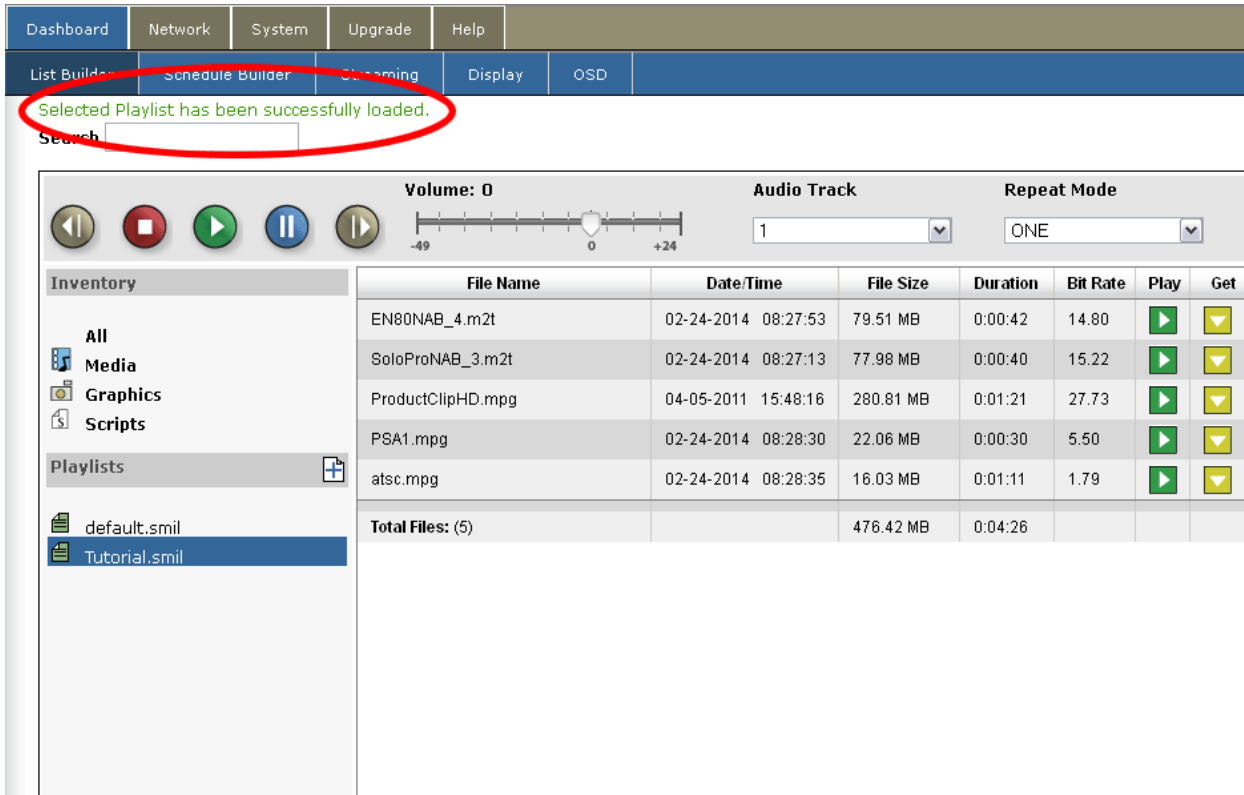 Dashboard Network System Upgrade Help
List Builder Schedule Builder Streaming Display OSD
Selected Playlist has been successfully loaded.
Search
Volume: 0 Audio Track Repeat Mode
-49 0 +24 1 ONE
Inventory File Name Date/Time File Size Duration Bit Rate Play Get
All
Media
Graphics
Scripts
EN80NAB_4.m2t 02-24-2014 08:27:53 79.51 MB 0:00:42 14.80
SoloProNAB_3.m2t 02-24-2014 08:27:13 77.98 MB 0:00:40 15.22
ProductClipHD.mpg 04-05-2011 15:48:16 280.81 MB 0:01:21 27.73
PSA1.mpg 02-24-2014 08:28:30 22.06 MB 0:00:30 5.50
atsc.mpg 02-24-2014 08:28:35 16.03 MB 0:01:11 1.79
Total Files: (5) 476.42 MB 0:04:26
Playlists
default.smil
Tutorial.smil